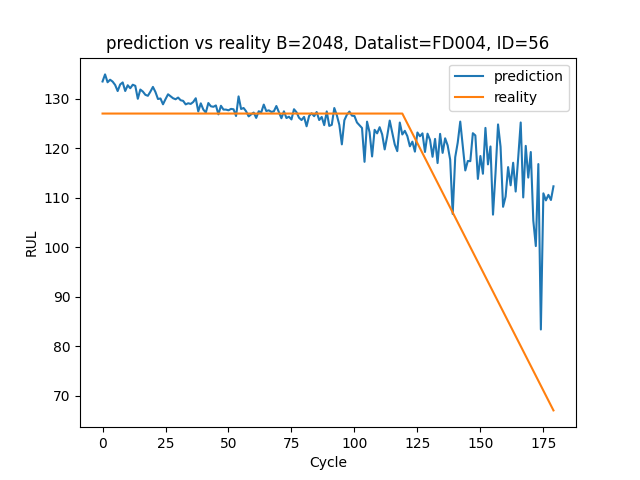 prediction vs reality B=2048, Datalist=FD004, ID=56
prediction
reality
RUL
130
120
110
100
90
80
70
0 25 50 75 100 125 150 175
Cycle